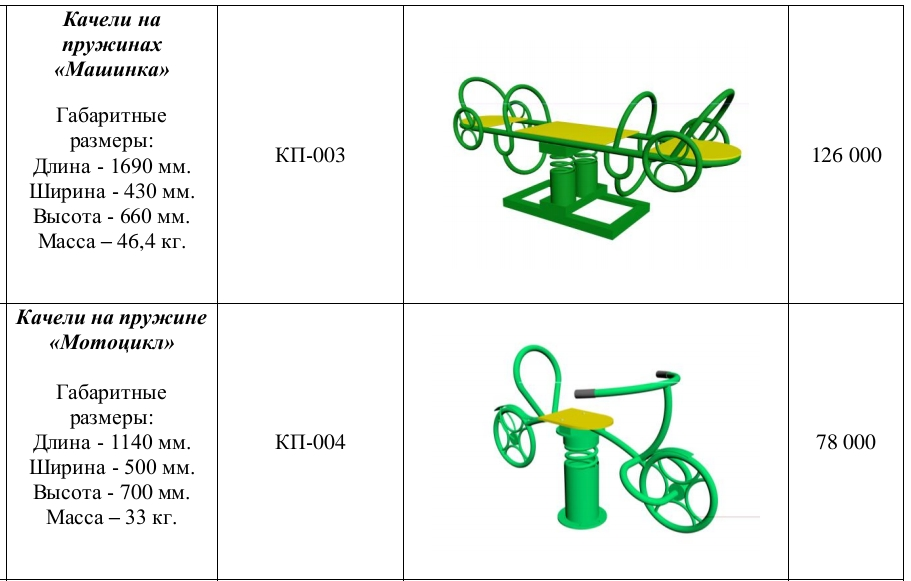 Качели на
пружинах
«Машинка»
Габаритные
размеры:
Длина - 1690 мм.
Ширина - 430 мм.
Высота - 660 мм.
Масса – 46,4 кг.
КП-003
126 000
Качели на пружине
«Мотоцикл»
Габаритные
размеры:
Длина - 1140 мм.
Ширина - 500 мм.
Высота - 700 мм.
Масса – 33 кг.
КП-004
78 000